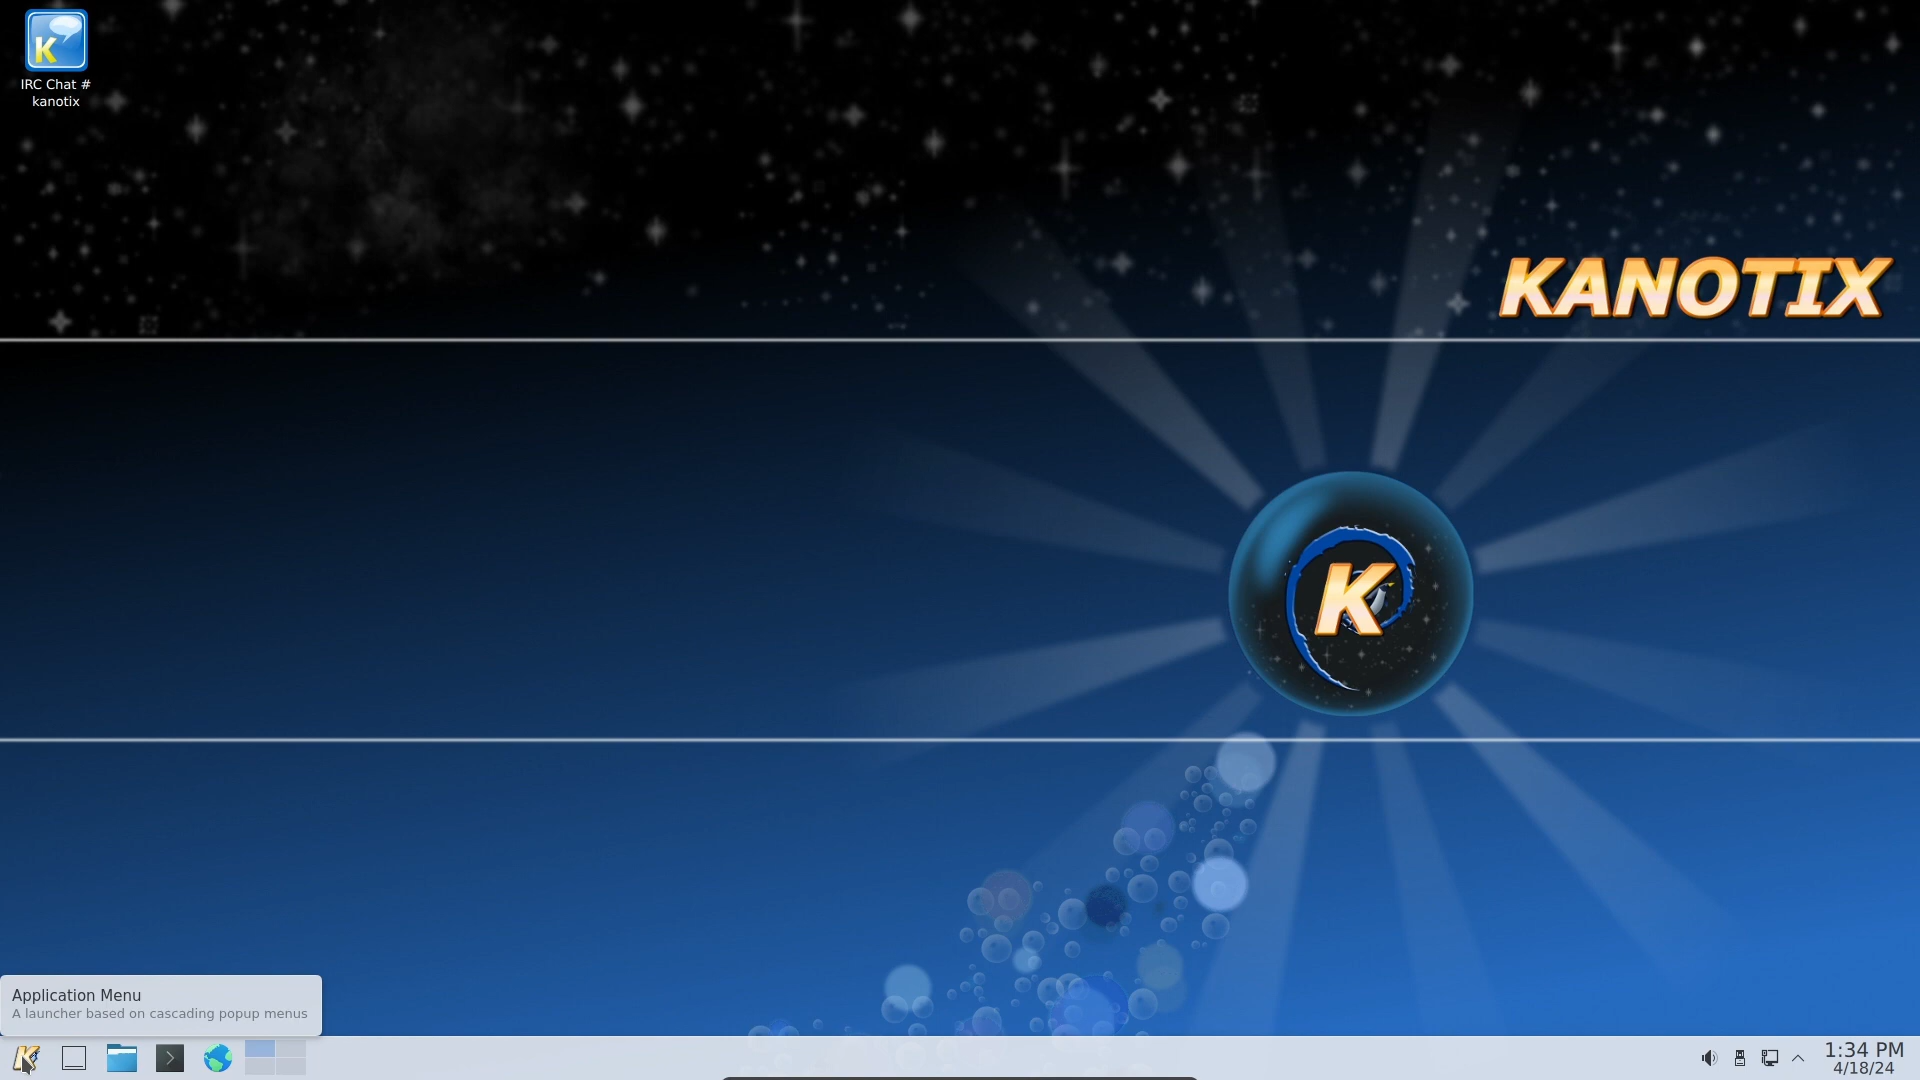 IRC Chat #
kanotix
KANOTIX
K
Application Menu
A launcher based on cascading popup menus
1:34 PM
4/18/24